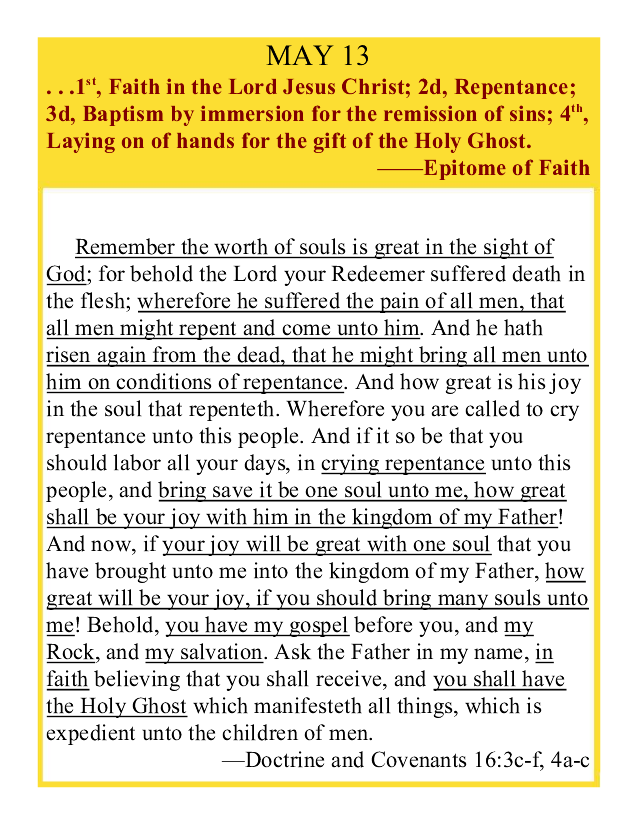 MAY 13
. . .1st, Faith in the Lord Jesus Christ; 2d, Repentance;
3d, Baptism by immersion for the remission of sins; 4th,
Laying on of hands for the gift of the Holy Ghost.
——Epitome of Faith
Remember the worth of souls is great in the sight of
God; for behold the Lord your Redeemer suffered death in
the flesh; wherefore he suffered the pain of all men, that
all men might repent and come unto him. And he hath
risen again from the dead, that he might bring all men unto
him on conditions of repentance. And how great is his joy
in the soul that repenteth. Wherefore you are called to cry
repentance unto this people. And if it so be that you
should labor all your days, in crying repentance unto this
people, and bring save it be one soul unto me, how great
shall be your joy with him in the kingdom of my Father!
And now, if your joy will be great with one soul that you
have brought unto me into the kingdom of my Father, how
great will be your joy, if you should bring many souls unto
me! Behold, you have my gospel before you, and my
Rock, and my salvation. Ask the Father in my name, in
faith believing that you shall receive, and you shall have
the Holy Ghost which manifesteth all things, which is
expedient unto the children of men.
—Doctrine and Covenants 16:3c-f, 4a-c